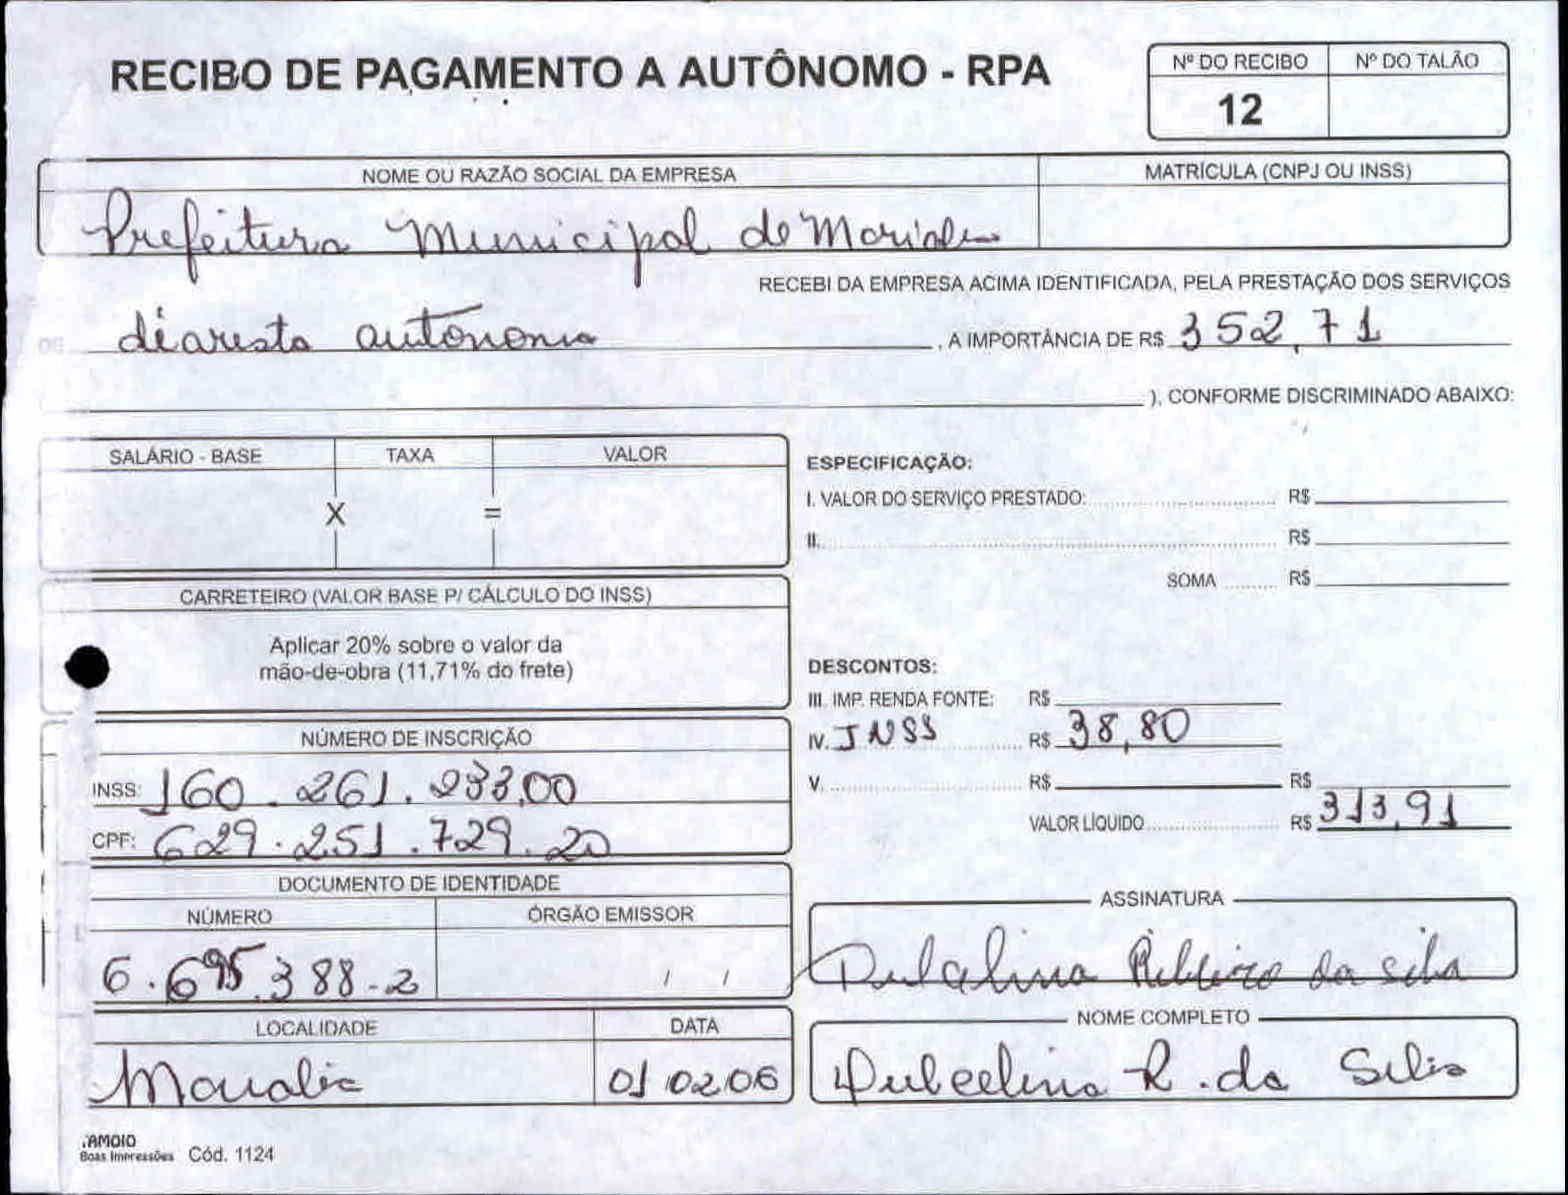 RECIBO DE PAGAMENTO A AUTÔNOMO - RPA
Nº DO RECIBO Nº DO TALÃO
12
NOME OU RAZÃO SOCIAL DA EMPRESA MATRÍCULA (CNPJ OU INSS)
Prefeitura Municipal de
RECEBI DA EMPRESA ACIMA IDENTIFICADA, PELA PRESTAÇÃO DOS SERVIÇOS
diarista autônoma , A IMPORTÂNCIA DE R$ 352,71
), CONFORME DISCRIMINADO ABAIXO:
SALÁRIO - BASE TAXA VALOR
X =
ESPECIFICAÇÃO:
I. VALOR DO SERVIÇO PRESTADO: R$
II. R$
SOMA R$
CARRETEIRO (VALOR BASE P/ CÁLCULO DO INSS)
Aplicar 20% sobre o valor da
mão-de-obra (11,71% do frete)
DESCONTOS:
III. IMP. RENDA FONTE: R$
IV. INSS R$ 38,80
V. R$ R$
VALOR LÍQUIDO R$ 313,91
NÚMERO DE INSCRIÇÃO
INSS: 160.261.233,00
CPF: 629.251.729.20
DOCUMENTO DE IDENTIDADE
NÚMERO ÓRGÃO EMISSOR
6.695.388-2 / /
LOCALIDADE DATA
01 02 06
ASSINATURA
Dulcelina Ribeiro da Silva
NOME COMPLETO
Dulcelina R. da Silva
.AMOIO
Boas Impressões Cód. 1124